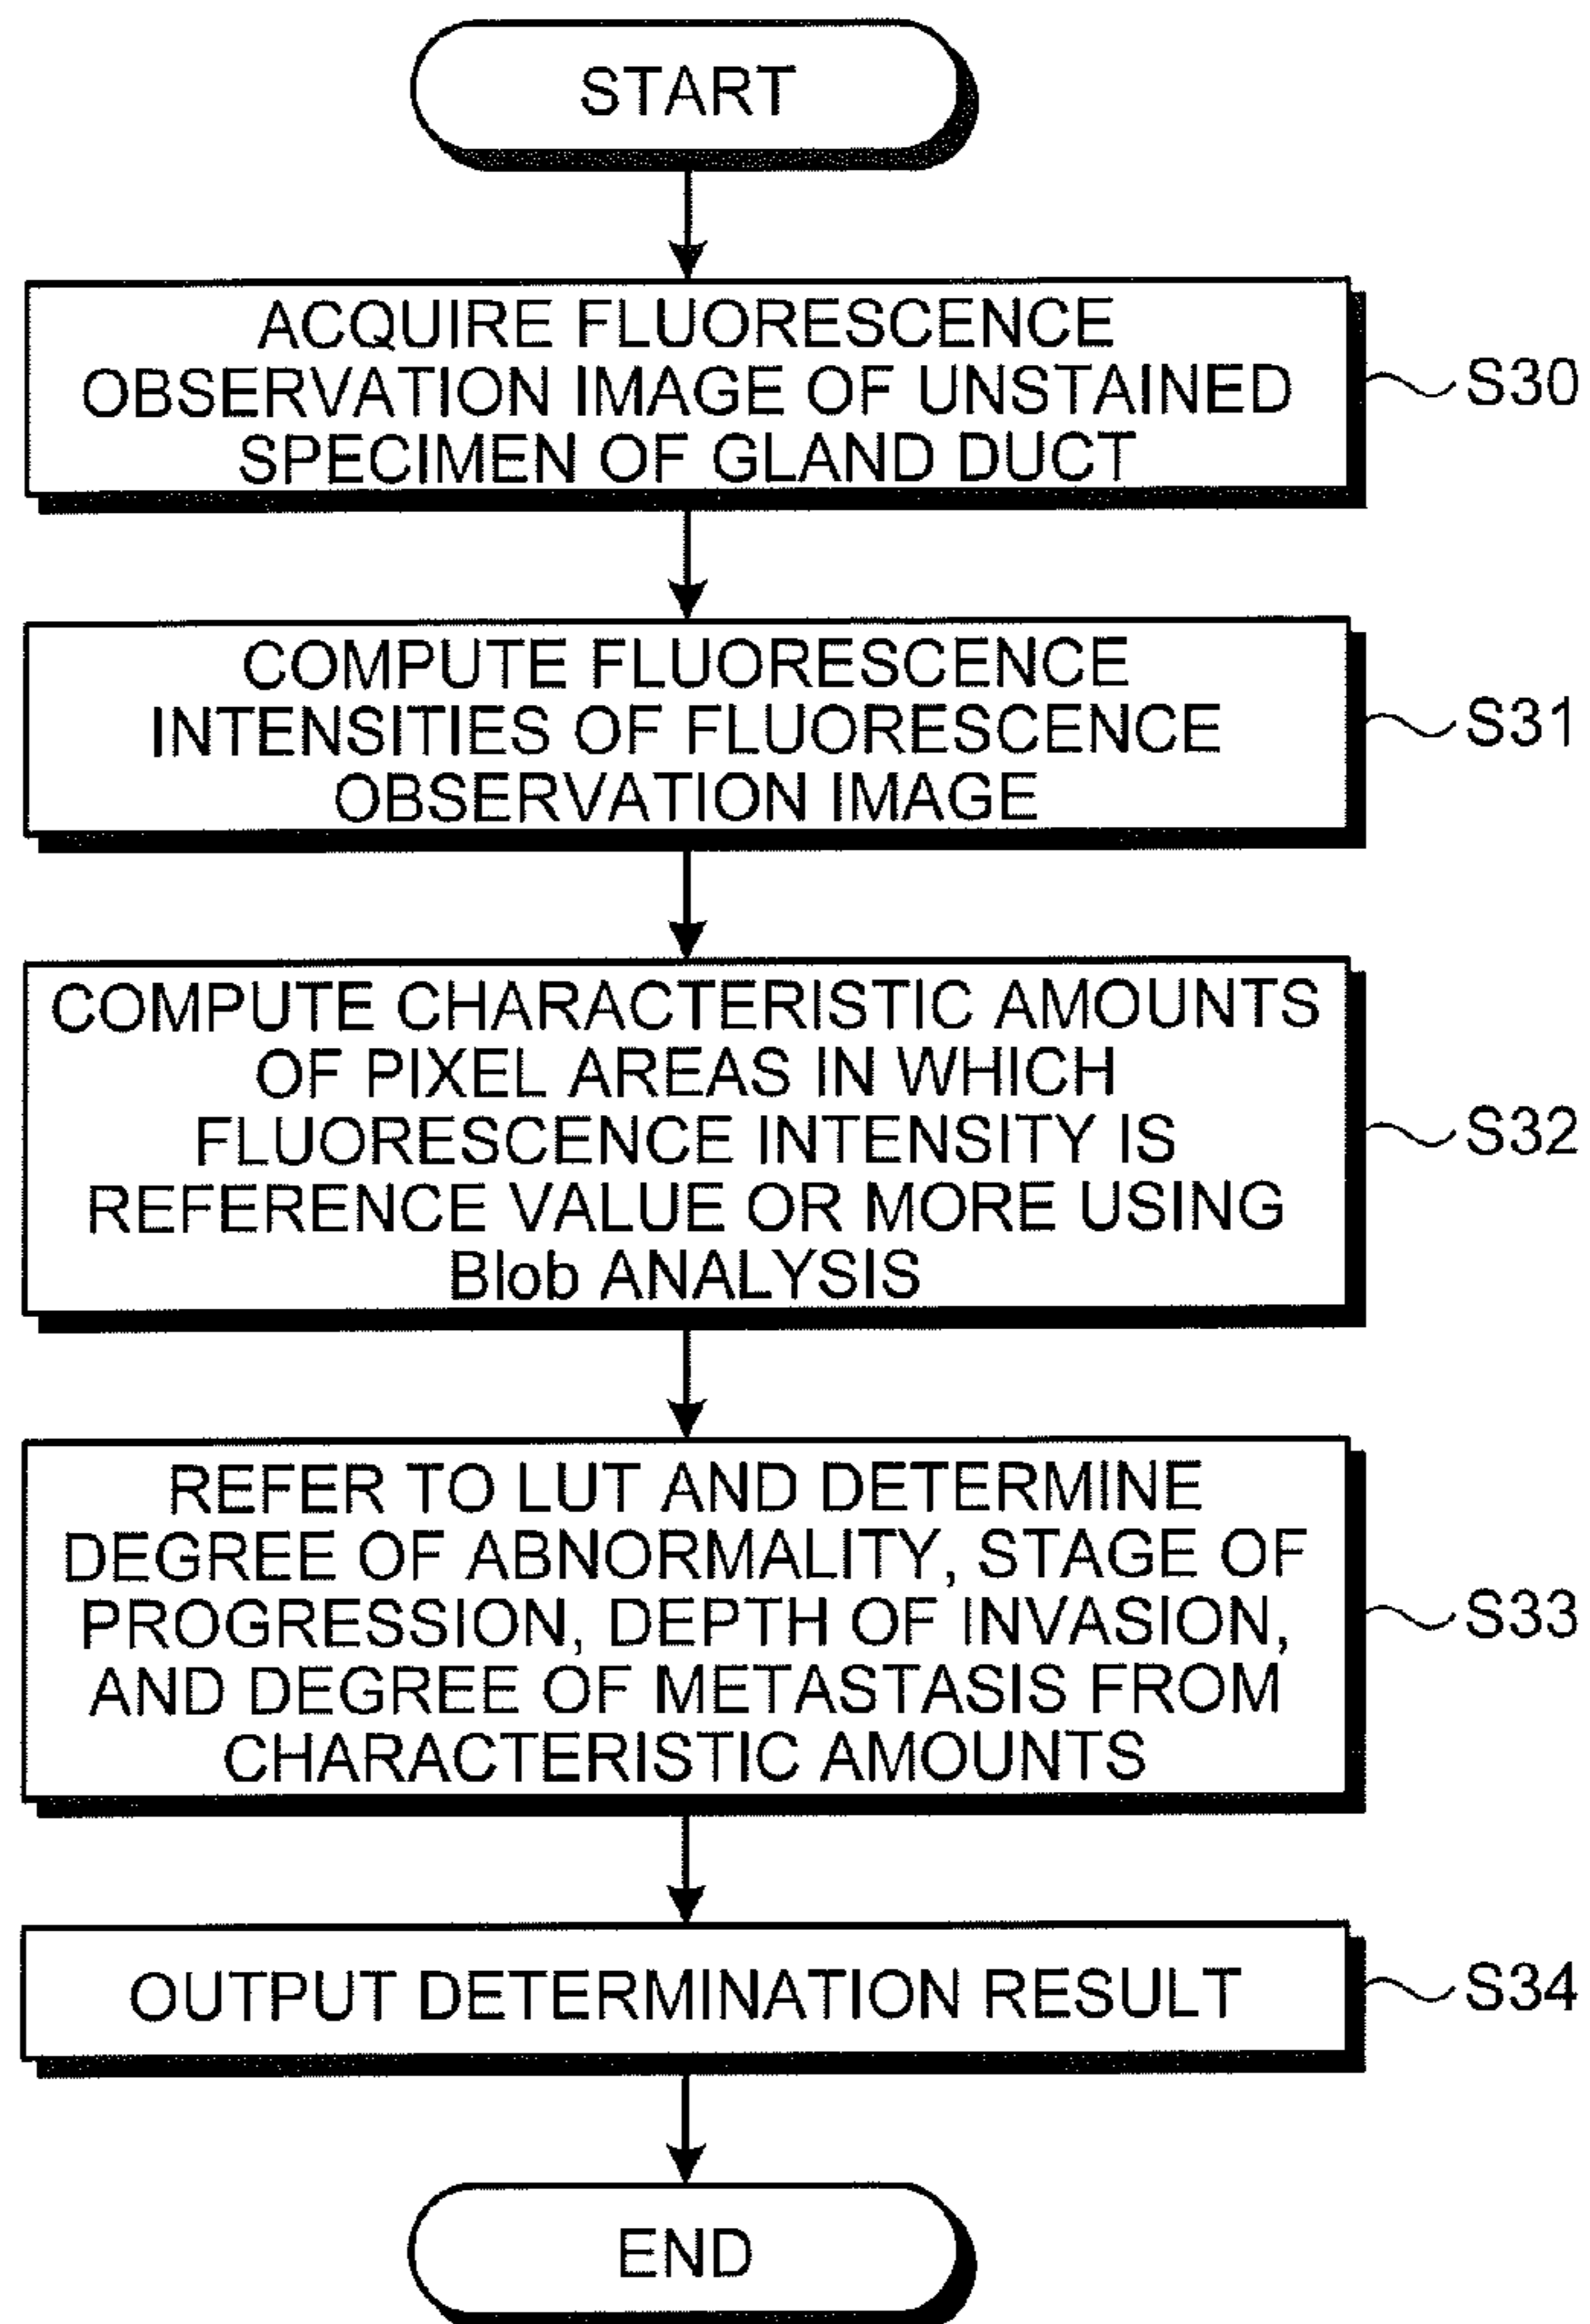 START
ACQUIRE FLUORESCENCE
OBSERVATION IMAGE OF UNSTAINED
SPECIMEN OF GLAND DUCT
S30
COMPUTE FLUORESCENCE
INTENSITIES OF FLUORESCENCE
OBSERVATION IMAGE
S31
COMPUTE CHARACTERISTIC AMOUNTS
OF PIXEL AREAS IN WHICH
FLUORESCENCE INTENSITY IS
REFERENCE VALUE OR MORE USING
Blob ANALYSIS
S32
REFER TO LUT AND DETERMINE
DEGREE OF ABNORMALITY, STAGE OF
PROGRESSION, DEPTH OF INVASION,
AND DEGREE OF METASTASIS FROM
CHARACTERISTIC AMOUNTS
S33
OUTPUT DETERMINATION RESULT
S34
END